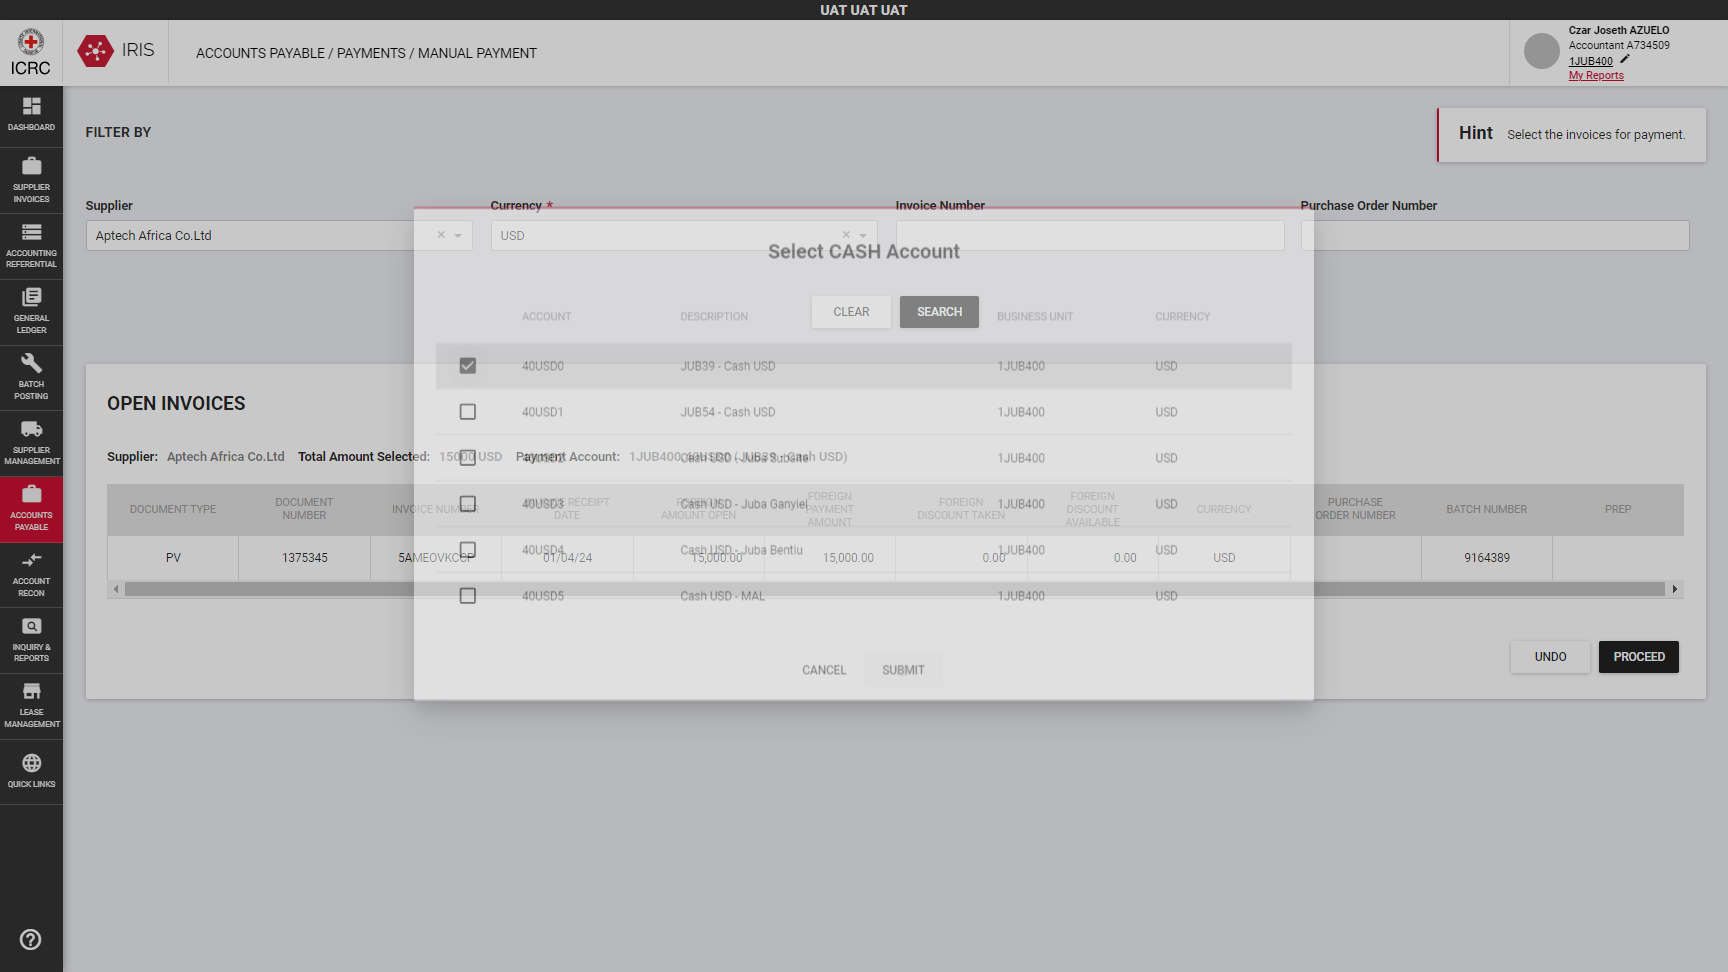 UAT UAT UAT
ICRC
IRIS
ACCOUNTS PAYABLE / PAYMENTS / MANUAL PAYMENT
Czar Joseth AZUELO
Accountant A734509
1JUB400
My Reports
DASHBOARD
SUPPLIER
INVOICES
ACCOUNTING
REFERENTIAL
GENERAL
LEDGER
BATCH
POSTING
SUPPLIER
MANAGEMENT
ACCOUNTS
PAYABLE
ACCOUNT
RECON
INQUIRY &
REPORTS
LEASE
MANAGEMENT
QUICK LINKS
FILTER BY
Hint Select the invoices for payment.
Supplier Currency * Invoice Number Purchase Order Number
Aptech Africa Co.Ltd USD
Select CASH Account
CLEAR SEARCH
ACCOUNT DESCRIPTION BUSINESS UNIT CURRENCY
40USD0 JUB39 - Cash USD 1JUB400 USD
40USD1 JUB54 - Cash USD 1JUB400 USD
40USD2 Cash USD - Juba Subsite 1JUB400 USD
40USD3 Cash USD - Juba Ganyiel 1JUB400 USD
40USD4 Cash USD - Juba Bentiu 1JUB400 USD
40USD5 Cash USD - MAL 1JUB400 USD
CANCEL SUBMIT
OPEN INVOICES
Supplier: Aptech Africa Co.Ltd Total Amount Selected: 15000 USD Payment Account: 1JUB400.40USD0 (JUB39 - Cash USD)
DOCUMENT TYPE
DOCUMENT
NUMBER
INVOICE NUMBER
RECEIPT
DATE
AMOUNT OPEN
FOREIGN
PAYMENT
AMOUNT
FOREIGN
DISCOUNT TAKEN
FOREIGN
DISCOUNT
AVAILABLE
CURRENCY
PURCHASE
ORDER NUMBER
BATCH NUMBER
PREP
PV 1375345 5AMEOVKCCP 01/04/24 15,000.00 15,000.00 0.00 0.00 USD 9164389
UNDO PROCEED